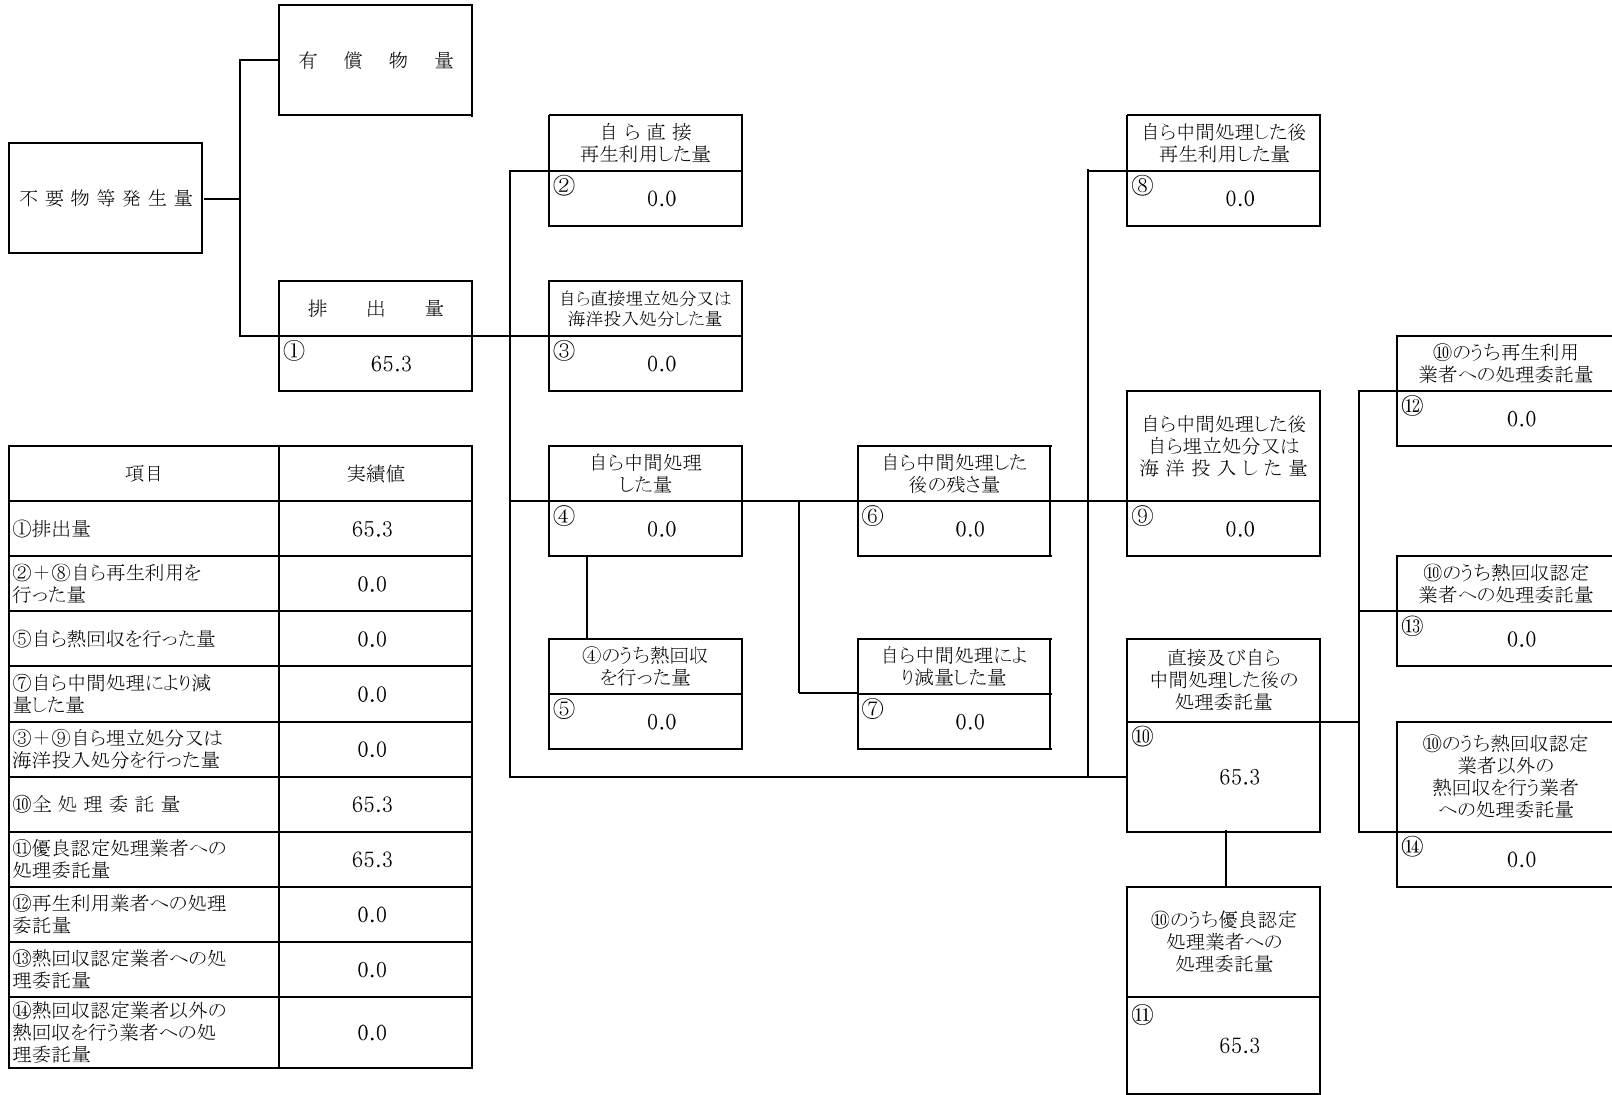 有償物量
不要物等発生量
排出量
①
65.3
自ら直接
再生利用した量
②
0.0
自ら直接埋立処分又は
海洋投入処分した量
③
0.0
自ら中間処理
した量
④
0.0
④のうち熱回収
を行った量
⑤
0.0
自ら中間処理した
後の残さ量
⑥
0.0
自ら中間処理によ
り減量した量
⑦
0.0
自ら中間処理した後
再生利用した量
⑧
0.0
自ら中間処理した後
自ら埋立処分又は
海洋投入した量
⑨
0.0
直接及び自ら
中間処理した後の
処理委託量
⑩
65.3
⑩のうち優良認定
処理業者への
処理委託量
⑪
65.3
⑩のうち再生利用
業者への処理委託量
⑫
0.0
⑩のうち熱回収認定
業者への処理委託量
⑬
0.0
⑩のうち熱回収認定
業者以外の
熱回収を行う業者
への処理委託量
⑭
0.0
項目 実績値
①排出量 65.3
②＋⑧自ら再生利用を
行った量 0.0
⑤自ら熱回収を行った量 0.0
⑦自ら中間処理により減
量した量 0.0
③＋⑨自ら埋立処分又は
海洋投入処分を行った量 0.0
⑩全処理委託量 65.3
⑪優良認定処理業者への
処理委託量 65.3
⑫再生利用業者への処理
委託量 0.0
⑬熱回収認定業者への処
理委託量 0.0
⑭熱回収認定業者以外の
熱回収を行う業者への処
理委託量 0.0